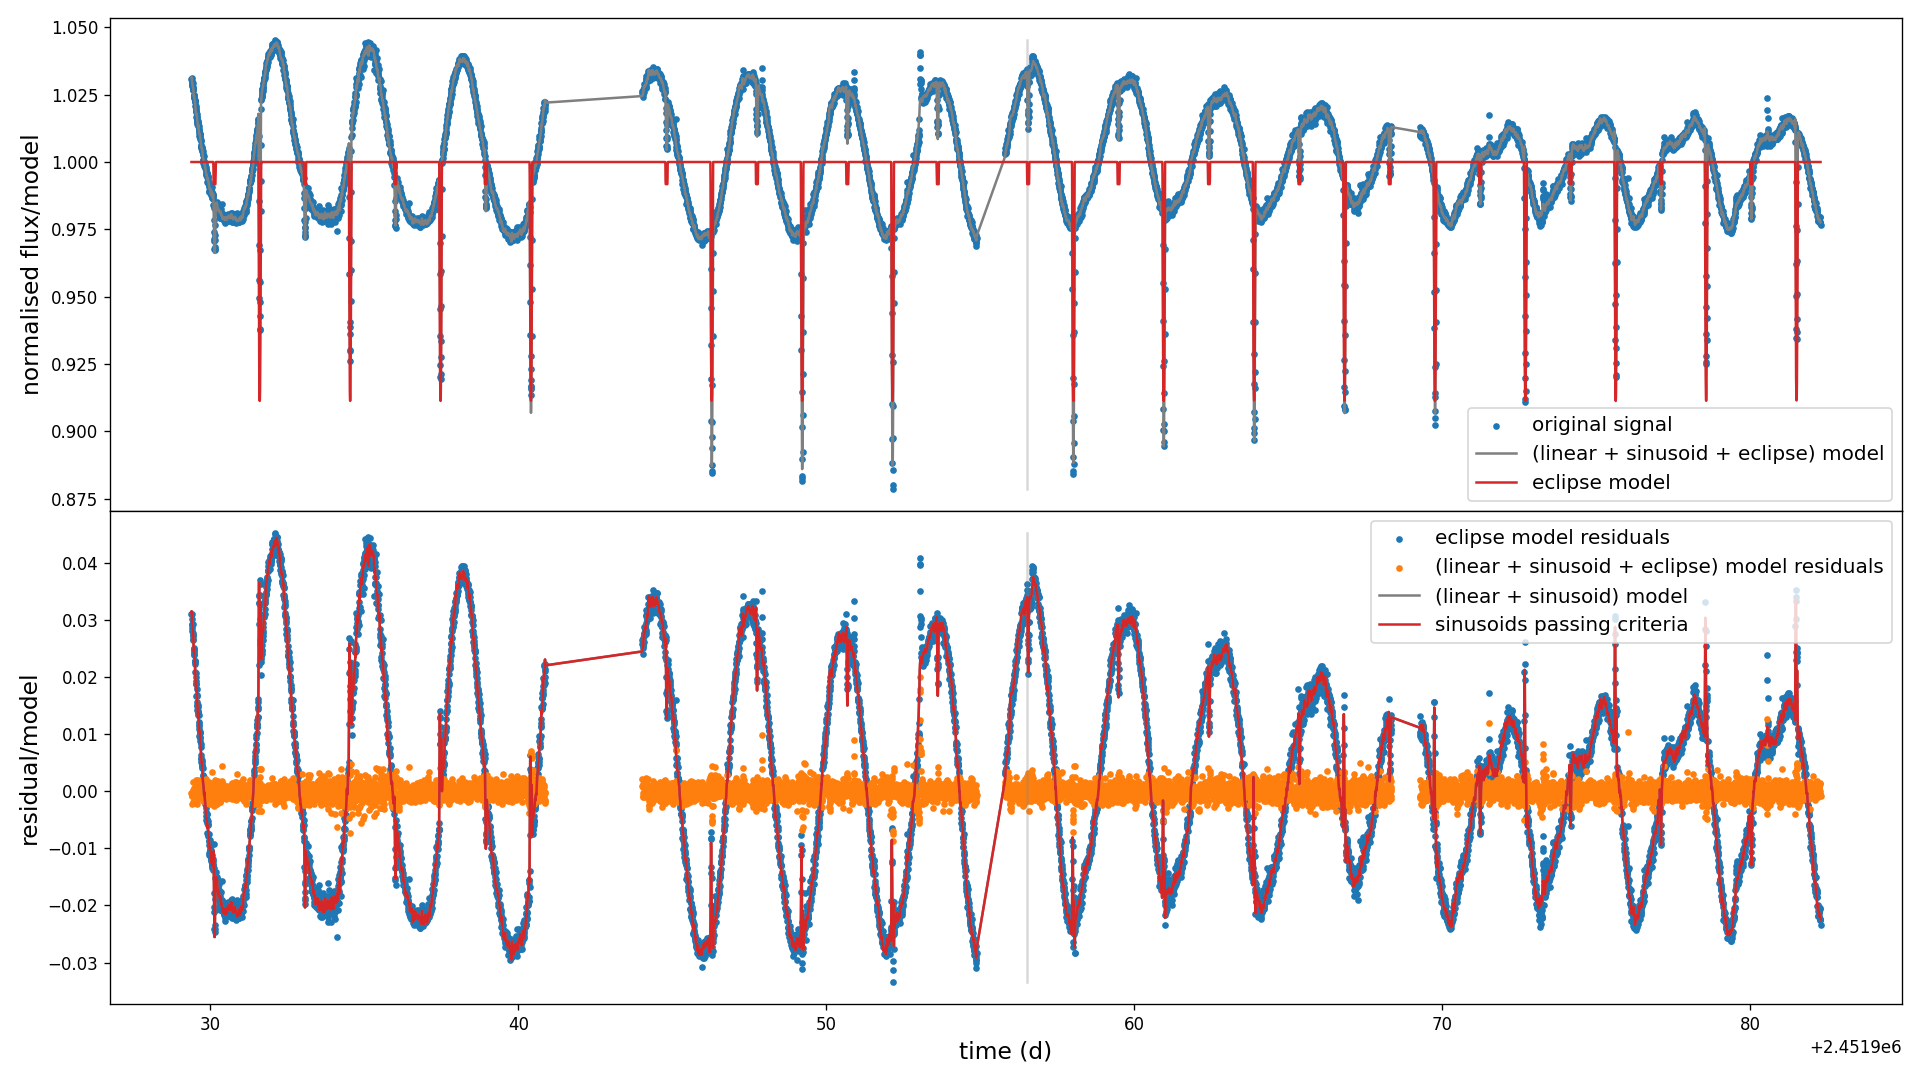 1.050
1.025
1.000
0.975
0.950
0.925
0.900
0.875
normalised flux/model
original signal
(linear + sinusoid + eclipse) model
eclipse model
0.04
0.03
0.02
0.01
0.00
−0.01
−0.02
−0.03
residual/model
eclipse model residuals
(linear + sinusoid + eclipse) model residuals
(linear + sinusoid) model
sinusoids passing criteria
30 40 50 60 70 80
time (d)
+2.4519e6